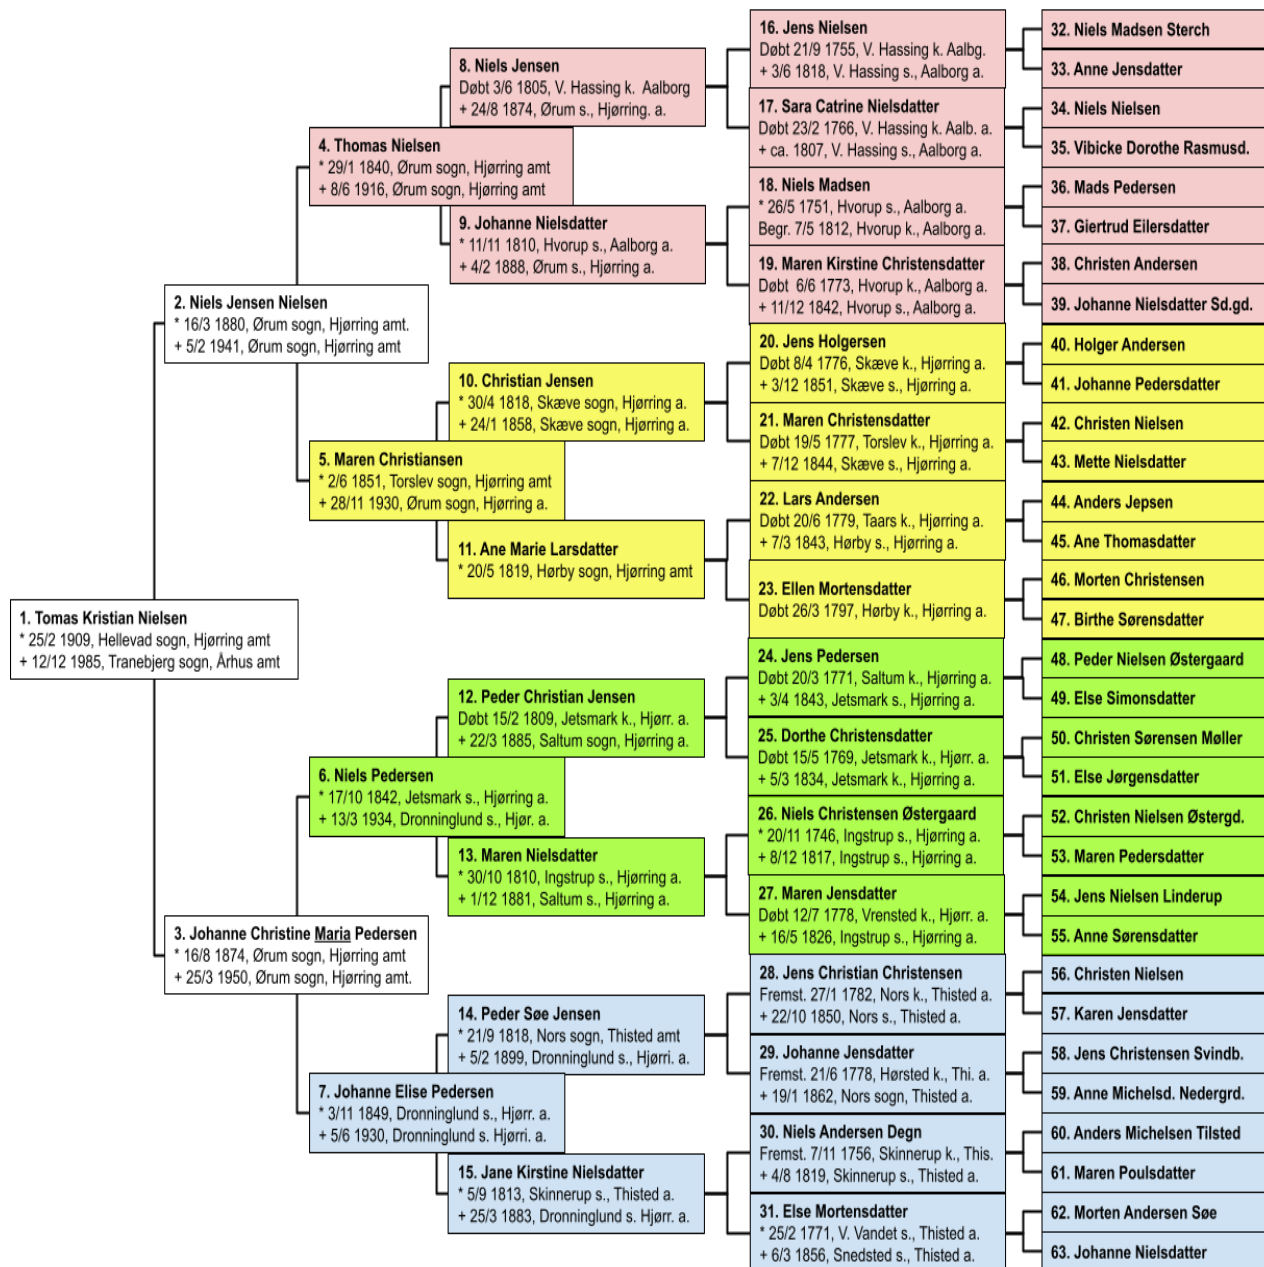 1. Tomas Kristian Nielsen
* 25/2 1909, Hellevad sogn, Hjørring amt
+ 12/12 1985, Tranebjerg sogn, Århus amt
2. Niels Jensen Nielsen
* 16/3 1880, Ørum sogn, Hjørring amt.
+ 5/2 1941, Ørum sogn, Hjørring amt
3. Johanne Christine Maria Pedersen
* 16/8 1874, Ørum sogn, Hjørring amt
+ 25/3 1950, Ørum sogn, Hjørring amt.
4. Thomas Nielsen
* 29/1 1840, Ørum sogn, Hjørring amt
+ 8/6 1916, Ørum sogn, Hjørring amt
5. Maren Christiansen
* 2/6 1851, Torslev sogn, Hjørring amt
+ 28/11 1930, Ørum sogn, Hjørring a.
6. Niels Pedersen
* 17/10 1842, Jetsmark s., Hjørring a.
+ 13/3 1934, Dronninglund s., Hjør. a.
7. Johanne Elise Pedersen
* 3/11 1849, Dronninglund s., Hjørr. a.
+ 5/6 1930, Dronninglund s. Hjørri. a.
8. Niels Jensen
Døbt 3/6 1805, V. Hassing k. Aalborg
+ 24/8 1874, Ørum s., Hjørring. a.
9. Johanne Nielsdatter
* 11/11 1810, Hvorup s., Aalborg a.
+ 4/2 1888, Ørum s., Hjørring a.
10. Christian Jensen
* 30/4 1818, Skæve sogn, Hjørring a.
+ 24/1 1858, Skæve sogn, Hjørring a.
11. Ane Marie Larsdatter
* 20/5 1819, Hørby sogn, Hjørring amt
12. Peder Christian Jensen
Døbt 15/2 1809, Jetsmark k., Hjørr. a.
+ 22/3 1885, Saltum sogn, Hjørring a.
13. Maren Nielsdatter
* 30/10 1810, Ingstrup s., Hjørring a.
+ 1/12 1881, Saltum s., Hjørring a.
14. Peder Søe Jensen
* 21/9 1818, Nors sogn, Thisted amt
+ 5/2 1899, Dronninglund s., Hjørri. a.
15. Jane Kirstine Nielsdatter
* 5/9 1813, Skinnerup s., Thisted a.
+ 25/3 1883, Dronninglund s. Hjørr. a.
16. Jens Nielsen
Døbt 21/9 1755, V. Hassing k. Aalbg.
+ 3/6 1818, V. Hassing s., Aalborg a.
17. Sara Catrine Nielsdatter
Døbt 23/2 1766, V. Hassing k. Aalb. a.
+ ca. 1807, V. Hassing s., Aalborg a.
18. Niels Madsen
* 26/5 1751, Hvorup s., Aalborg a.
Begr. 7/5 1812, Hvorup k., Aalborg a.
19. Maren Kirstine Christensdatter
Døbt 6/6 1773, Hvorup k., Aalborg a.
+ 11/12 1842, Hvorup s., Aalborg a.
20. Jens Holgersen
Døbt 8/4 1776, Skæve k., Hjørring a.
+ 3/12 1851, Skæve s., Hjørring a.
21. Maren Christensdatter
Døbt 19/5 1777, Torslev k., Hjørring a.
+ 7/12 1844, Skæve s., Hjørring a.
22. Lars Andersen
Døbt 20/6 1779, Taars k., Hjørring a.
+ 7/3 1843, Hørby s., Hjørring a.
23. Ellen Mortensdatter
Døbt 26/3 1797, Hørby k., Hjørring a.
24. Jens Pedersen
Døbt 20/3 1771, Saltum k., Hjørring a.
+ 3/4 1843, Jetsmark s., Hjørring a.
25. Dorthe Christensdatter
Døbt 15/5 1769, Jetsmark k., Hjørr. a.
+ 5/3 1834, Jetsmark k., Hjørring a.
26. Niels Christensen Østergaard
* 20/11 1746, Ingstrup s., Hjørring a.
+ 8/12 1817, Ingstrup s., Hjørring a.
27. Maren Jensdatter
Døbt 12/7 1778, Vrensted k., Hjørr. a.
+ 16/5 1826, Ingstrup s., Hjørring a.
28. Jens Christian Christensen
Fremst. 27/1 1782, Nors k., Thisted a.
+ 22/10 1850, Nors s., Thisted a.
29. Johanne Jensdatter
Fremst. 21/6 1778, Hørsted k., Thi. a.
+ 19/1 1862, Nors sogn, Thisted a.
30. Niels Andersen Degn
Fremst. 7/11 1756, Skinnerup k., This.
+ 4/8 1819, Skinnerup s., Thisted a.
31. Else Mortensdatter
* 25/2 1771, V. Vandet s., Thisted a.
+ 6/3 1856, Snedsted s., Thisted a.
32. Niels Madsen Sterch
33. Anne Jensdatter
34. Niels Nielsen
35. Vibicke Dorothe Rasmusd.
36. Mads Pedersen
37. Giertrud Eilersdatter
38. Christen Andersen
39. Johanne Nielsdatter Sd.gd.
40. Holger Andersen
41. Johanne Pedersdatter
42. Christen Nielsen
43. Mette Nielsdatter
44. Anders Jepsen
45. Ane Thomasdatter
46. Morten Christensen
47. Birthe Sørensdatter
48. Peder Nielsen Østergaard
49. Else Simonsdatter
50. Christen Sørensen Møller
51. Else Jørgensdatter
52. Christen Nielsen Østergd.
53. Maren Pedersdatter
54. Jens Nielsen Linderup
55. Anne Sørensdatter
56. Christen Nielsen
57. Karen Jensdatter
58. Jens Christensen Svindb.
59. Anne Michelsd. Nedergrd.
60. Anders Michelsen Tilsted
61. Maren Poulsdatter
62. Morten Andersen Søe
63. Johanne Nielsdatter